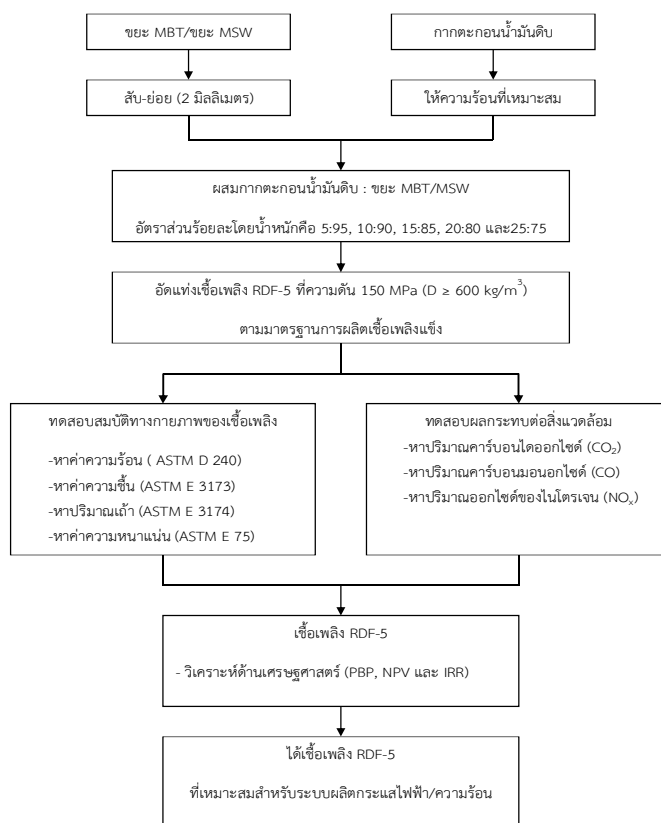 ขยะ MBT/ขยะ MSW
กากตะกอนน้ำมันดิบ
สับ-ย่อย (2 มิลลิเมตร)
ให้ความร้อนที่เหมาะสม
ผสมกากตะกอนน้ำมันดิบ : ขยะ MBT/MSW
อัตราส่วนร้อยละโดยน้ำหนักคือ 5:95, 10:90, 15:85, 20:80 และ25:75
อัดแท่งเชื้อเพลิง RDF-5 ที่ความดัน 150 MPa (D ≥ 600 kg/m³)
ตามมาตรฐานการผลิตเชื้อเพลิงแข็ง
ทดสอบสมบัติทางกายภาพของเชื้อเพลิง
-หาค่าความร้อน ( ASTM D 240)
-หาค่าความชื้น (ASTM E 3173)
-หาปริมาณเถ้า (ASTM E 3174)
-หาค่าความหนาแน่น (ASTM E 75)
ทดสอบผลกระทบต่อสิ่งแวดล้อม
-หาปริมาณคาร์บอนไดออกไซด์ (CO₂)
-หาปริมาณคาร์บอนมอนอกไซด์ (CO)
-หาปริมาณออกไซด์ของไนโตรเจน (NOₓ)
เชื้อเพลิง RDF-5
- วิเคราะห์ด้านเศรษฐศาสตร์ (PBP, NPV และ IRR)
ได้เชื้อเพลิง RDF-5
ที่เหมาะสมสำหรับระบบผลิตกระแสไฟฟ้า/ความร้อน